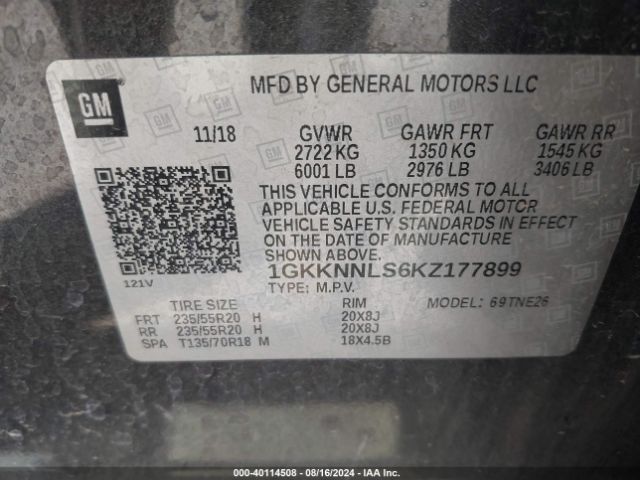 GM
MFD BY GENERAL MOTORS LLC
11/18 GVWR GAWR FRT GAWR RR
2722 KG 1350 KG 1545 KG
6001 LB 2976 LB 3406 LB
THIS VEHICLE CONFORMS TO ALL
APPLICABLE U.S. FEDERAL MOTOR
VEHICLE SAFETY STANDARDS IN EFFECT
ON THE DATE OF MANUFACTURE
SHOWN ABOVE.
1GKKNNLS6KZ177899
121V TYPE: M.P.V.
TIRE SIZE RIM MODEL: 69TNE26
FRT 235/55R20 H 20X8J
RR 235/55R20 H 20X8J
SPA T135/70R18 M 18X4.5B
000-40114508 - 08/16/2024 - IAA Inc.